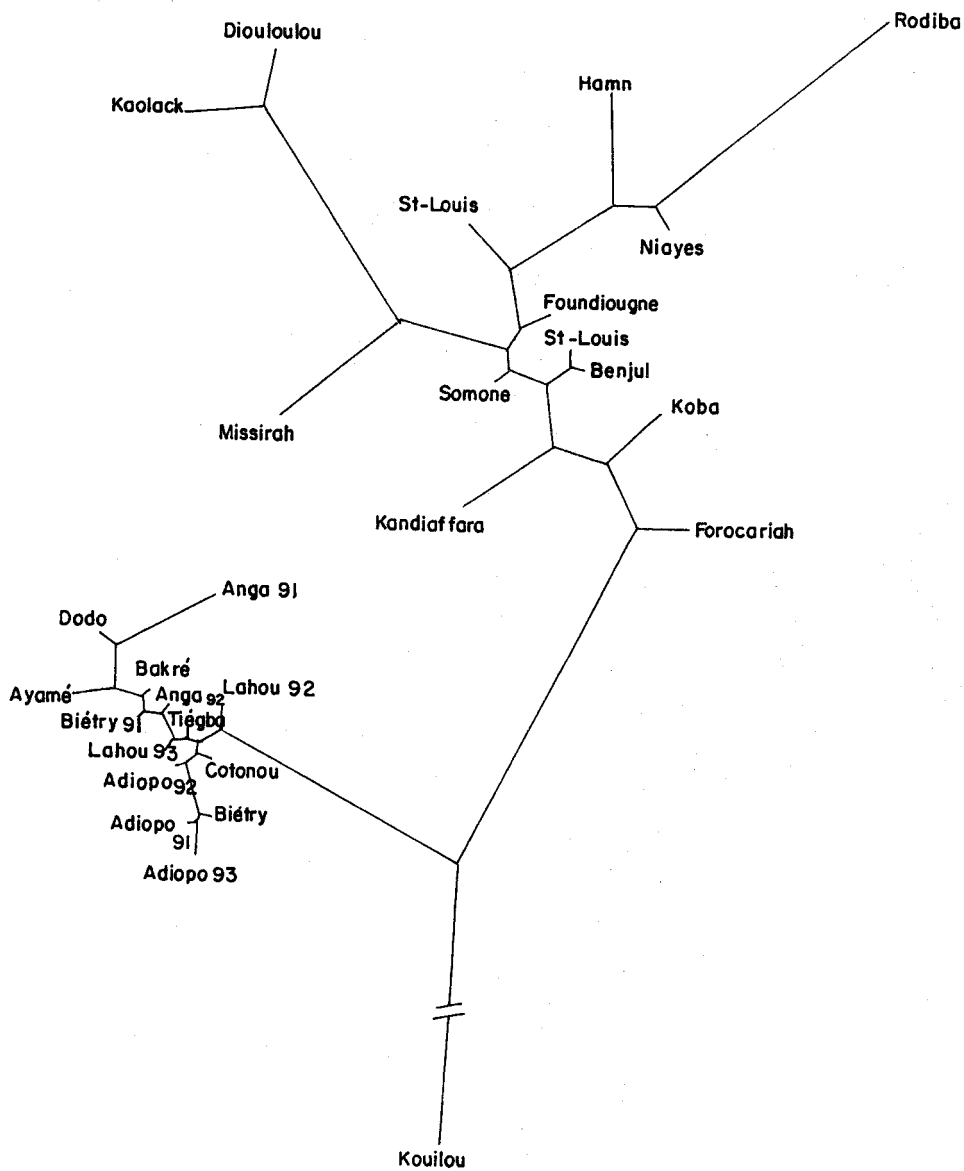 Rodiba
Diouloulou
Hamn
Kaolack
St-Louis
Niayes
Foundiougne
St-Louis
Benjul
Somone
Koba
Missirah
Kandiaffara
Forocariah
Anga 91
Dodo
Bakré
Ayamé
Anga 92
Lahou 92
Biétry 91
Tiégba
Lahou 93
Cotonou
Adiopo 92
Biétry
Adiopo
91
Adiopo 93
Kouilou